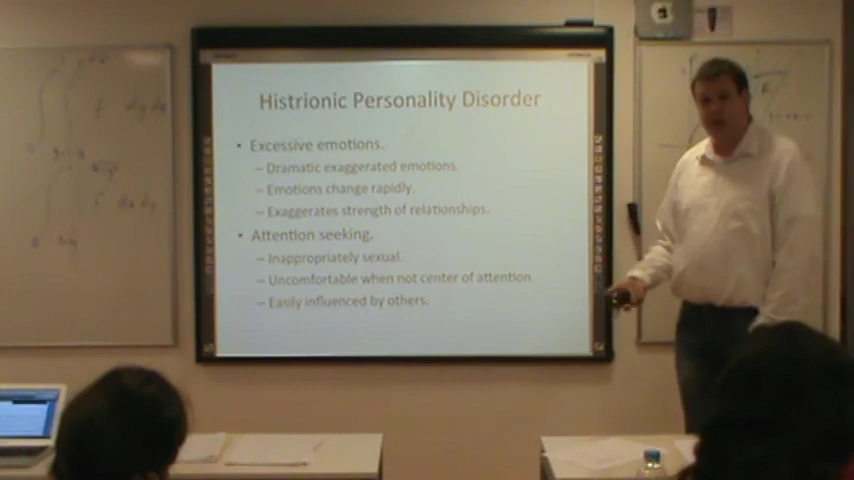 Histrionic Personality Disorder
• Excessive emotions.
– Dramatic exaggerated emotions.
– Emotions change rapidly.
– Exaggerates strength of relationships.
• Attention seeking.
– Inappropriately sexual.
– Uncomfortable when not center of attention.
– Easily influenced by others.